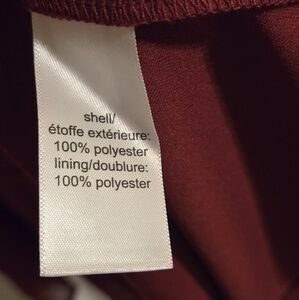 shell/
étoffe extérieure:
100% polyester
lining/doublure:
100% polyester